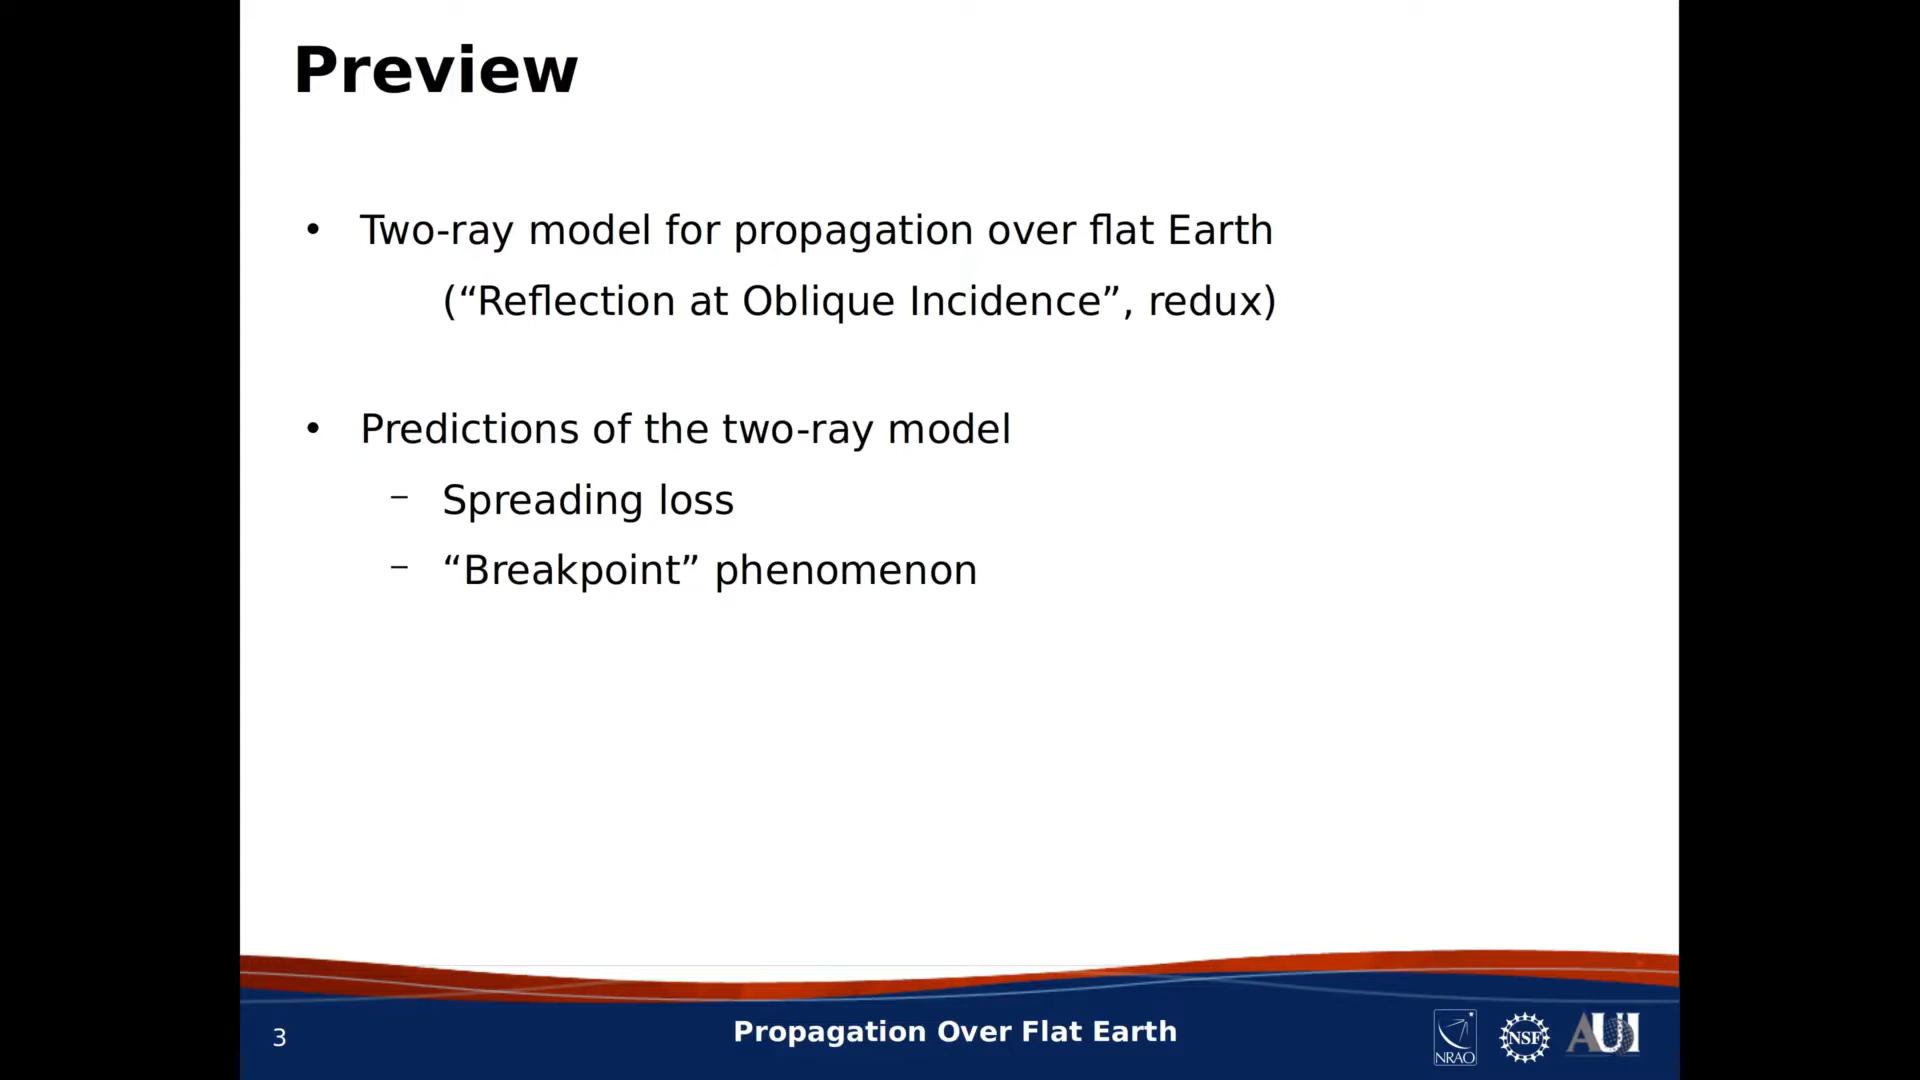 Preview
• Two-ray model for propagation over flat Earth
(“Reflection at Oblique Incidence”, redux)
• Predictions of the two-ray model
– Spreading loss
– “Breakpoint” phenomenon
3
Propagation Over Flat Earth
NRAO
NSF
AUI